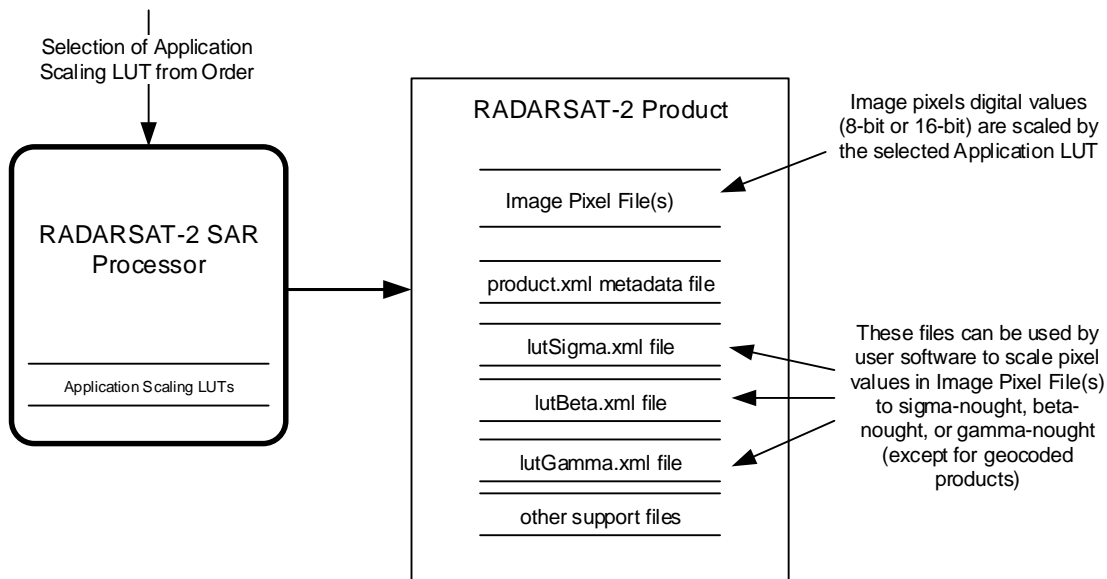 Selection of Application
Scaling LUT from Order
RADARSAT-2 SAR
Processor
Application Scaling LUTs
RADARSAT-2 Product
Image Pixel File(s)
product.xml metadata file
lutSigma.xml file
lutBeta.xml file
lutGamma.xml file
other support files
Image pixels digital values
(8-bit or 16-bit) are scaled by
the selected Application LUT
These files can be used by
user software to scale pixel
values in Image Pixel File(s)
to sigma-nought, beta-
nought, or gamma-nought
(except for geocoded
products)